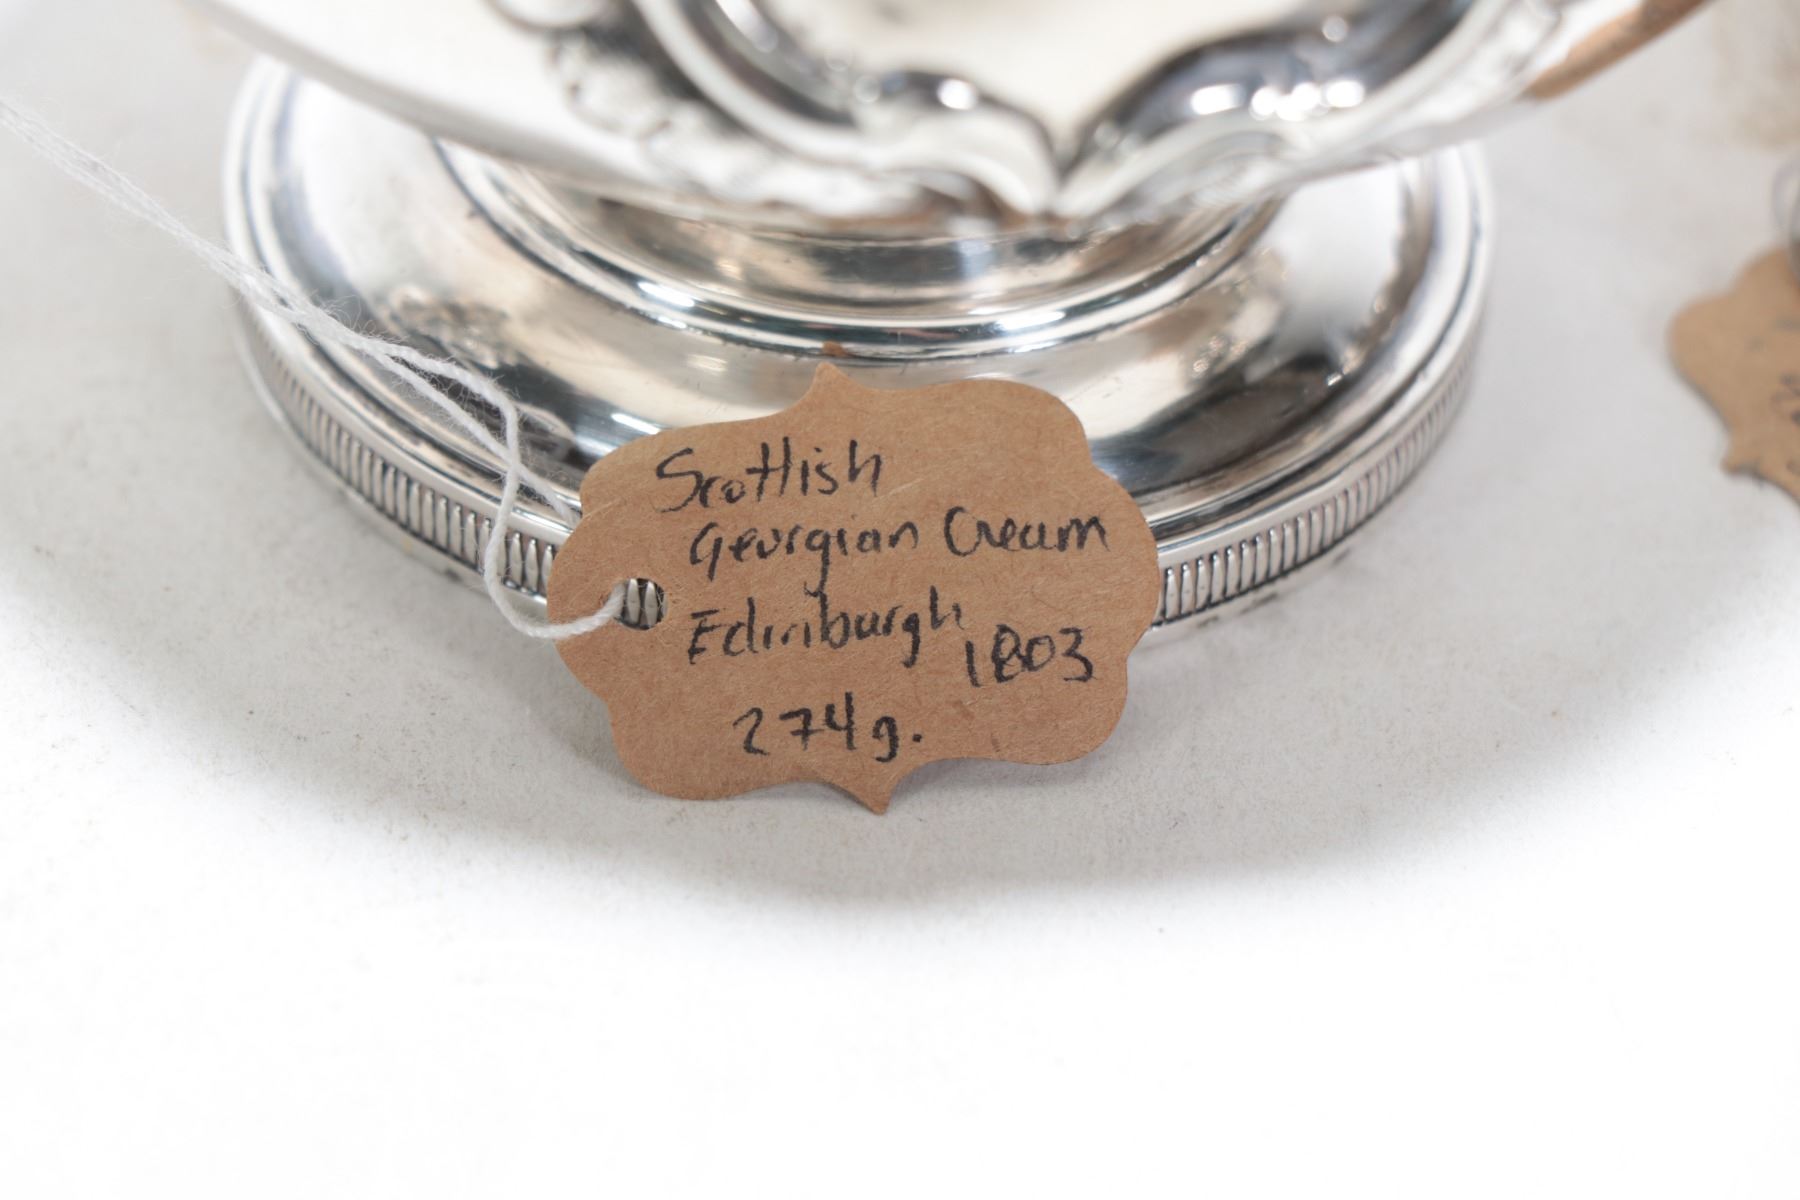 Scottish
Georgian Cream
Edinburgh
1803
274g.